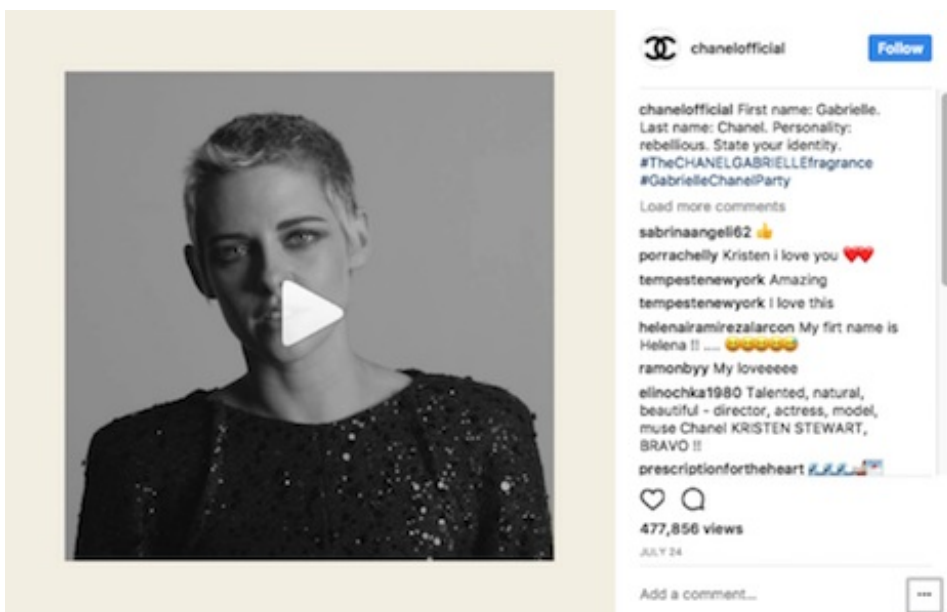 chanelofficial
Follow
chanelofficial First name: Gabrielle.
Last name: Chanel. Personality:
rebellious. State your identity.
#TheCHANELGABRIELLEfragrance
#GabrielleChanelParty
Load more comments
sabrinaangeli62 👍
porrachelly Kristen i love you ❤️❤️
tempestenewyork Amazing
tempestenewyork I love this
helenairamirezalarcon My firt name is
Helena !! .... 😅😅😅😅😅
ramonbyy My loveeeee
elinochka1980 Talented, natural,
beautiful - director, actress, model,
muse Chanel KRISTEN STEWART,
BRAVO !!
prescriptionfortheheart
477,856 views
JULY 24
Add a comment...